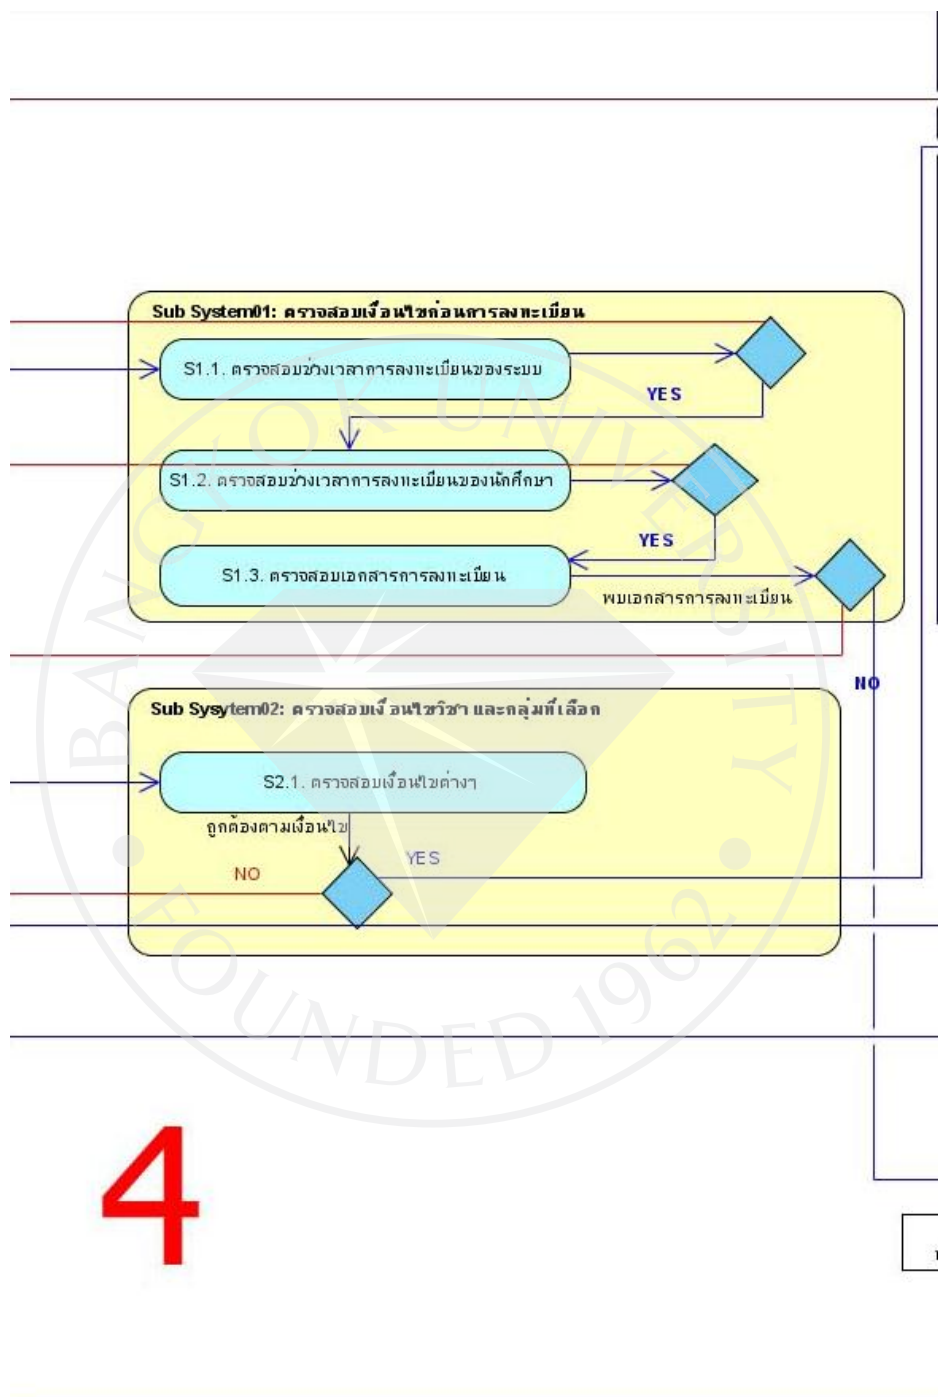 Sub System01: ตรวจสอบเงื่อนไขก่อนการลงทะเบียน
S1.1. ตรวจสอบช่วงเวลาการลงทะเบียนของระบบ
YES
S1.2. ตรวจสอบช่วงเวลาการลงทะเบียนของนักศึกษา
YES
S1.3. ตรวจสอบเอกสารการลงทะเบียน
พบเอกสารการลงทะเบียน
NO
Sub Sysytem02: ตรวจสอบเงื่อนไขวิชา และกลุ่มที่เลือก
S2.1. ตรวจสอบเงื่อนไขต่างๆ
ถูกต้องตามเงื่อนไข
YES
NO
4
BANGKOK UNIVERSITY
FOUNDED 1962